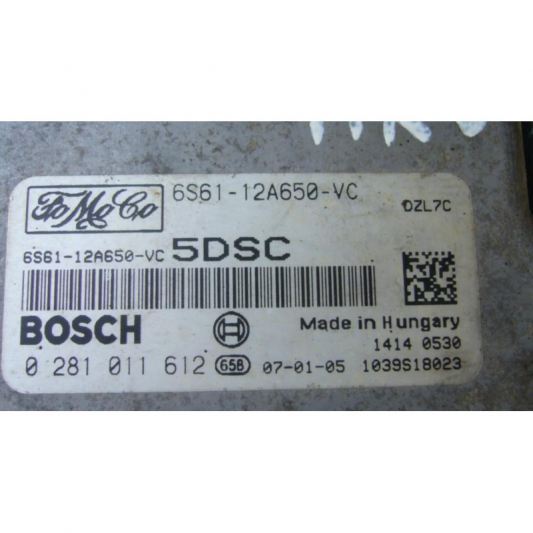 FoMoCo 6S61-12A650-VC
DZL7C
6S61-12A650-VC 5DSC
BOSCH
Made in Hungary
1414 0530
0 281 011 612 658 07-01-05 1039S18023